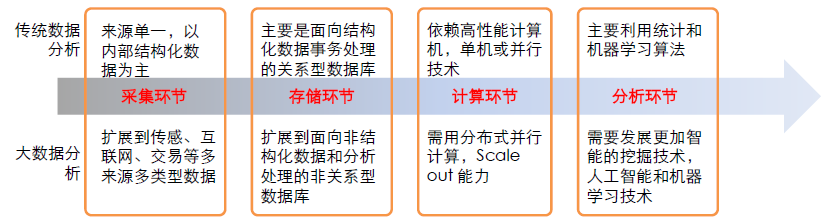 传统数据
分析
来源单一，以
内部结构化数
据为主
主要是面向结构
化数据事务处理
的关系型数据库
依赖高性能计算
机，单机或并行
技术
主要利用统计和
机器学习算法
采集环节
存储环节
计算环节
分析环节
大数据分
析
扩展到传感、互
联网、交易等多
来源多类型数据
扩展到面向非结
构化数据和分析
处理的非关系型
数据库
需用分布式并行
计算，Scale
out 能力
需要发展更加智
能的挖掘技术，
人工智能和机器
学习技术